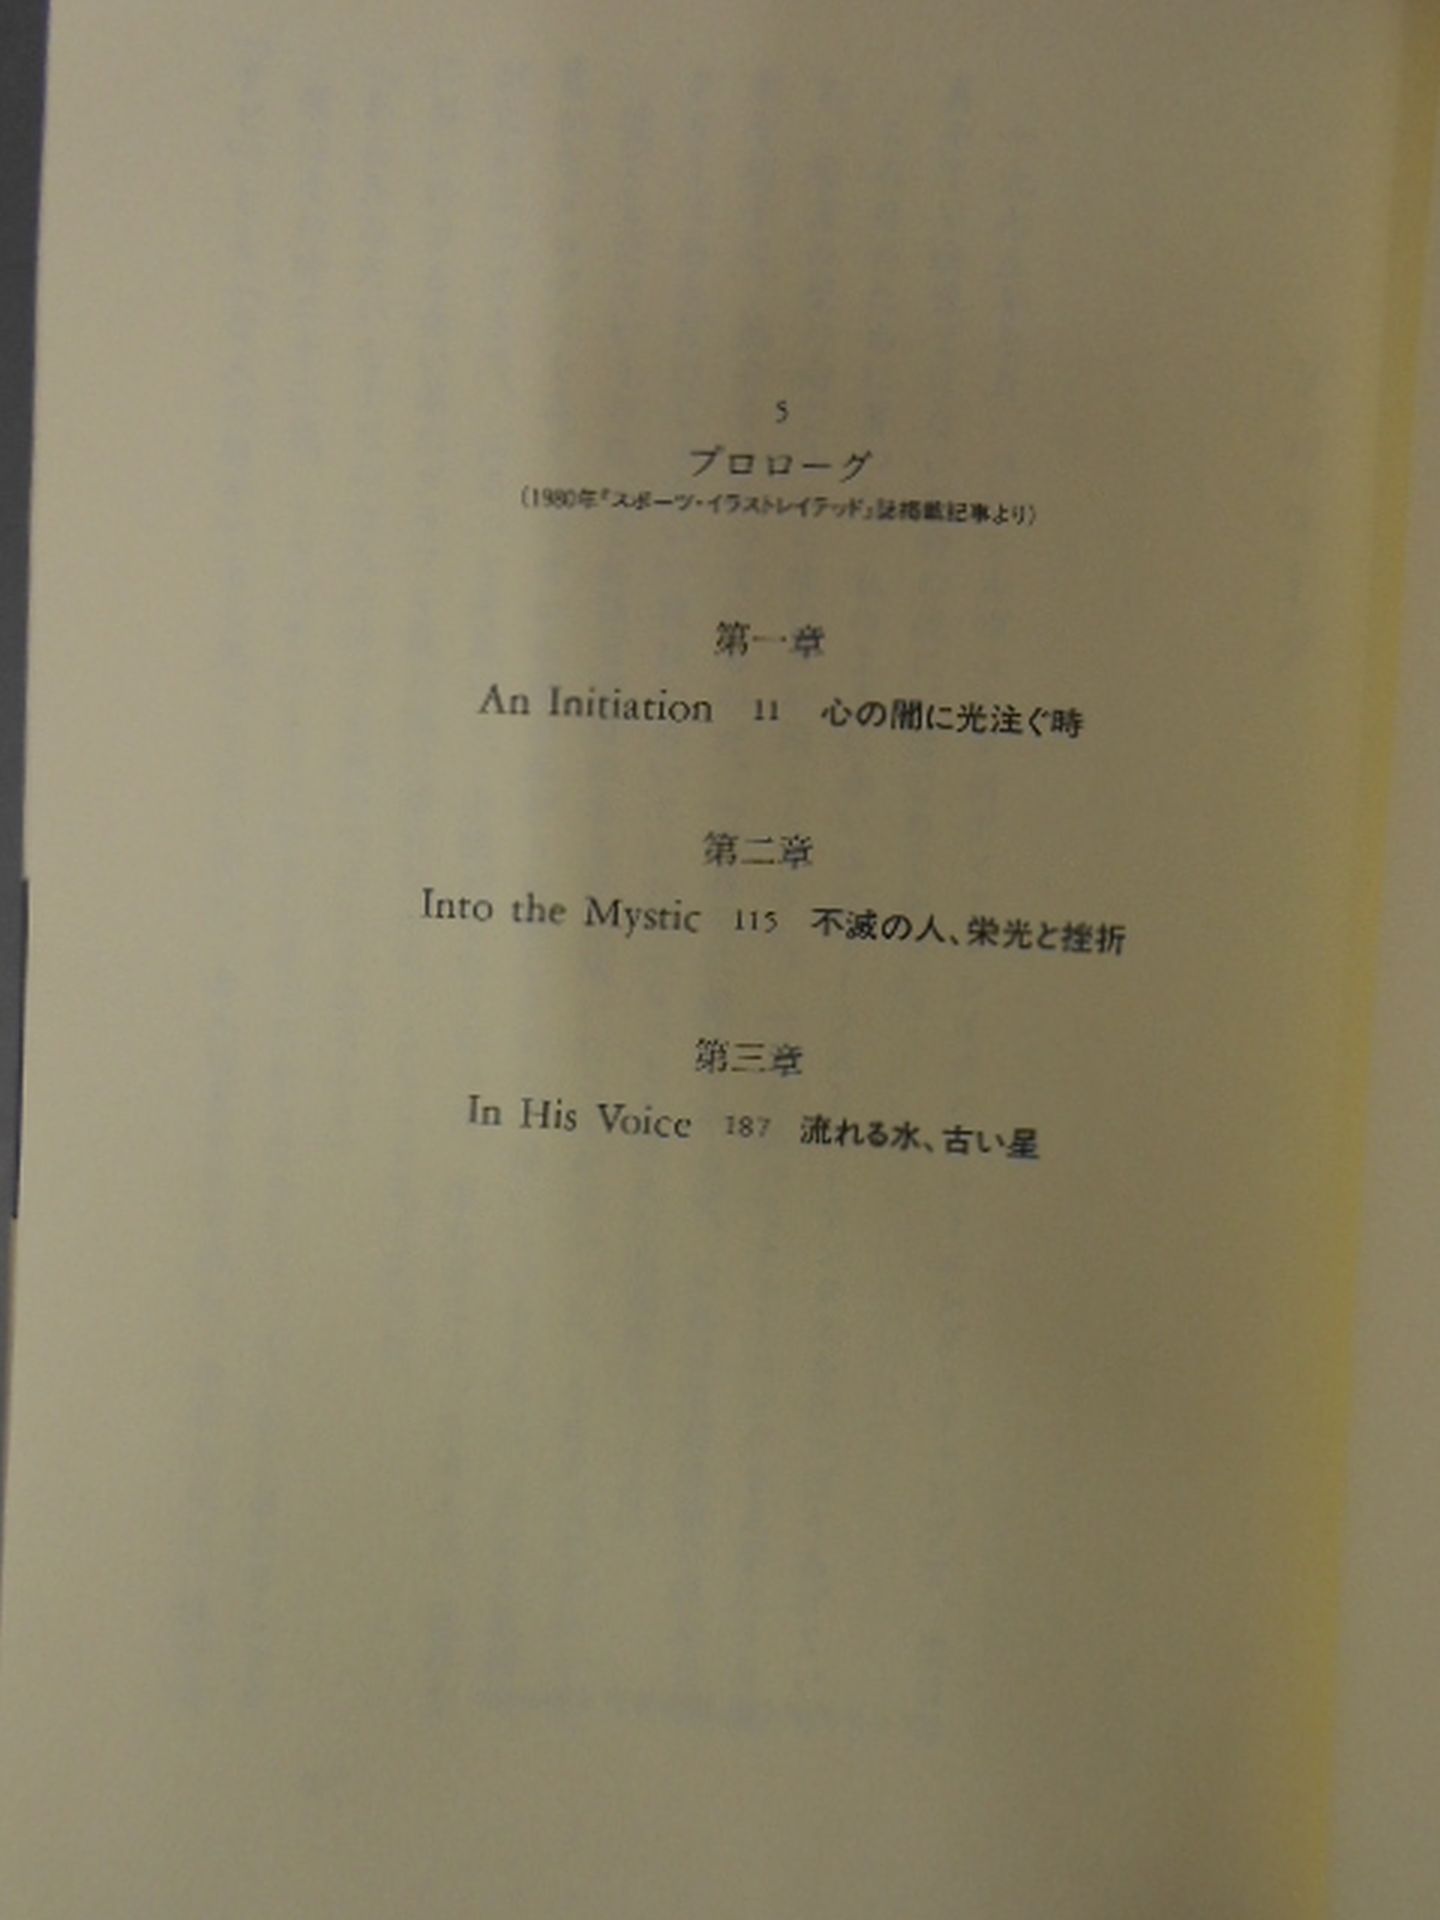 5
プロローグ
(1980年『スポーツ・イラストレイテッド』誌掲載記事より)
第一章
An Initiation 11 心の闇に光注ぐ時
第二章
Into the Mystic 115 不滅の人、栄光と挫折
第三章
In His Voice 187 流れる水、古い星